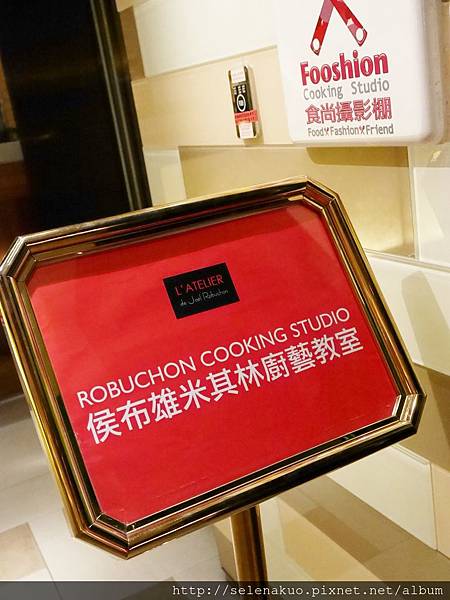 Fooshion
Cooking Studio
食尚攝影棚
Food Fashion Friend
L'ATELIER
de Joël Robuchon
ROBUCHON COOKING STUDIO
侯布雄米其林廚藝教室
http://selenakuo.pixnet.net/album